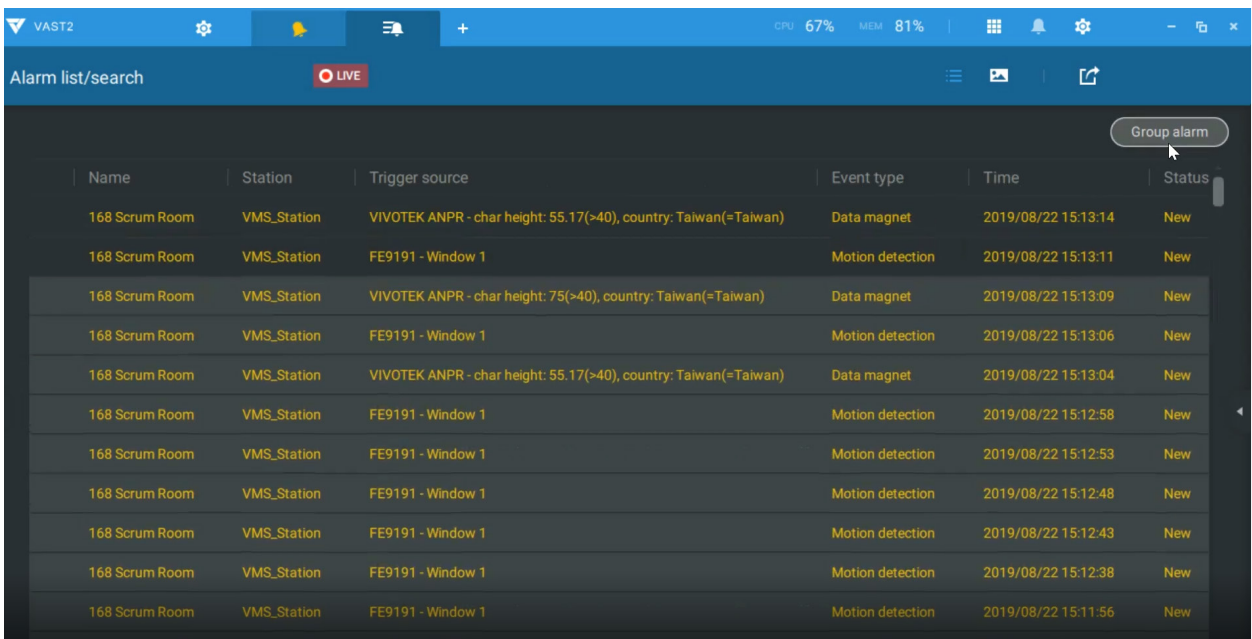 VAST2 CPU 67% MEM 81%
Alarm list/search LIVE
Group alarm
Name Station Trigger source Event type Time Status
168 Scrum Room VMS_Station VIVOTEK ANPR - char height: 55.17(>40), country: Taiwan(=Taiwan) Data magnet 2019/08/22 15:13:14 New
168 Scrum Room VMS_Station FE9191 - Window 1 Motion detection 2019/08/22 15:13:11 New
168 Scrum Room VMS_Station VIVOTEK ANPR - char height: 75(>40), country: Taiwan(=Taiwan) Data magnet 2019/08/22 15:13:09 New
168 Scrum Room VMS_Station FE9191 - Window 1 Motion detection 2019/08/22 15:13:06 New
168 Scrum Room VMS_Station VIVOTEK ANPR - char height: 55.17(>40), country: Taiwan(=Taiwan) Data magnet 2019/08/22 15:13:04 New
168 Scrum Room VMS_Station FE9191 - Window 1 Motion detection 2019/08/22 15:12:58 New
168 Scrum Room VMS_Station FE9191 - Window 1 Motion detection 2019/08/22 15:12:53 New
168 Scrum Room VMS_Station FE9191 - Window 1 Motion detection 2019/08/22 15:12:48 New
168 Scrum Room VMS_Station FE9191 - Window 1 Motion detection 2019/08/22 15:12:43 New
168 Scrum Room VMS_Station FE9191 - Window 1 Motion detection 2019/08/22 15:12:38 New
168 Scrum Room VMS_Station FE9191 - Window 1 Motion detection 2019/08/22 15:11:56 New